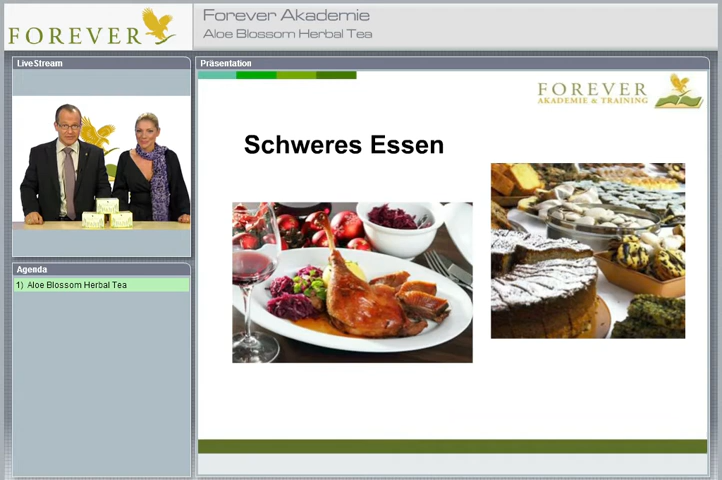 FOREVER
Forever Akademie
Aloe Blossom Herbal Tea
LiveStream
Präsentation
FOREVER
AKADEMIE & TRAINING
Schweres Essen
Agenda
1) Aloe Blossom Herbal Tea